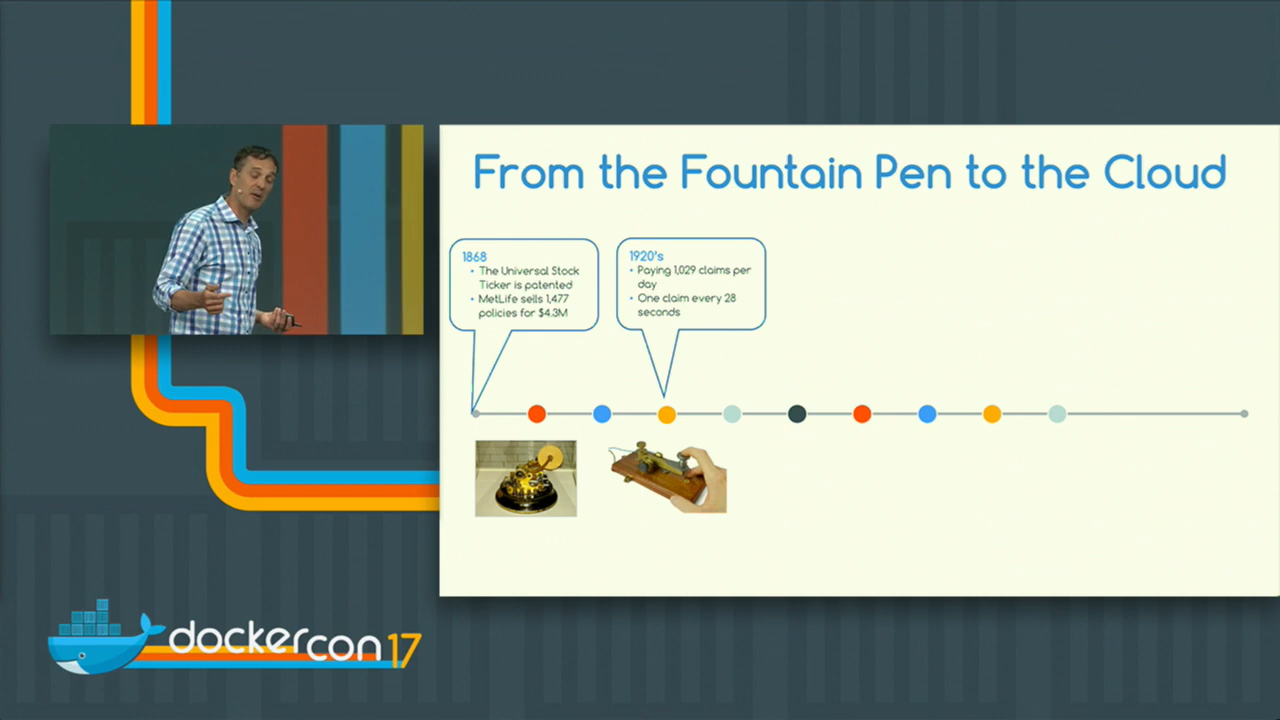 From the Fountain Pen to the Cloud
1868
• The Universal Stock
Ticker is patented
• MetLife sells 1,477
policies for $4.3M
1920's
• Paying 1,029 claims per
day
• One claim every 28
seconds
dockercon17